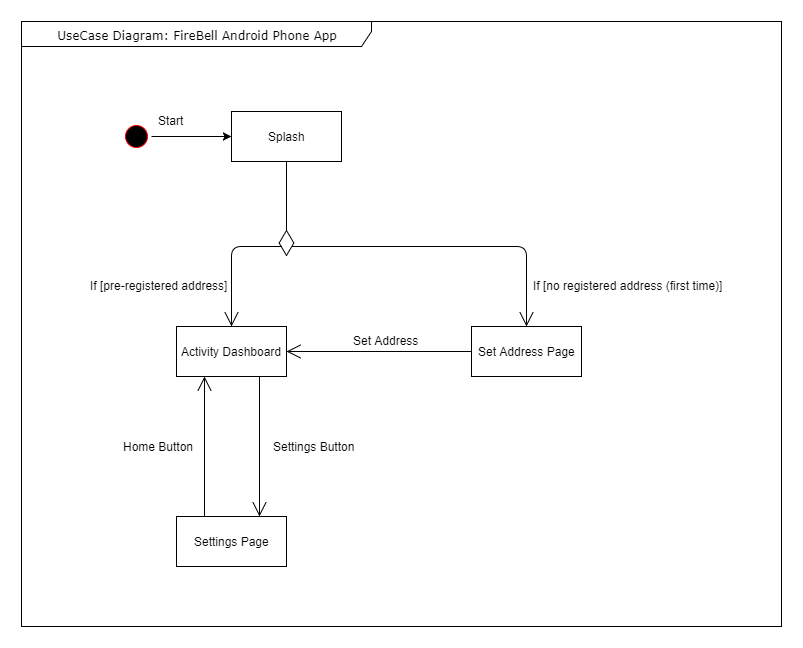 UseCase Diagram: FireBell Android Phone App
Start
Splash
If [pre-registered address]
If [no registered address (first time)]
Activity Dashboard
Set Address
Set Address Page
Home Button
Settings Button
Settings Page